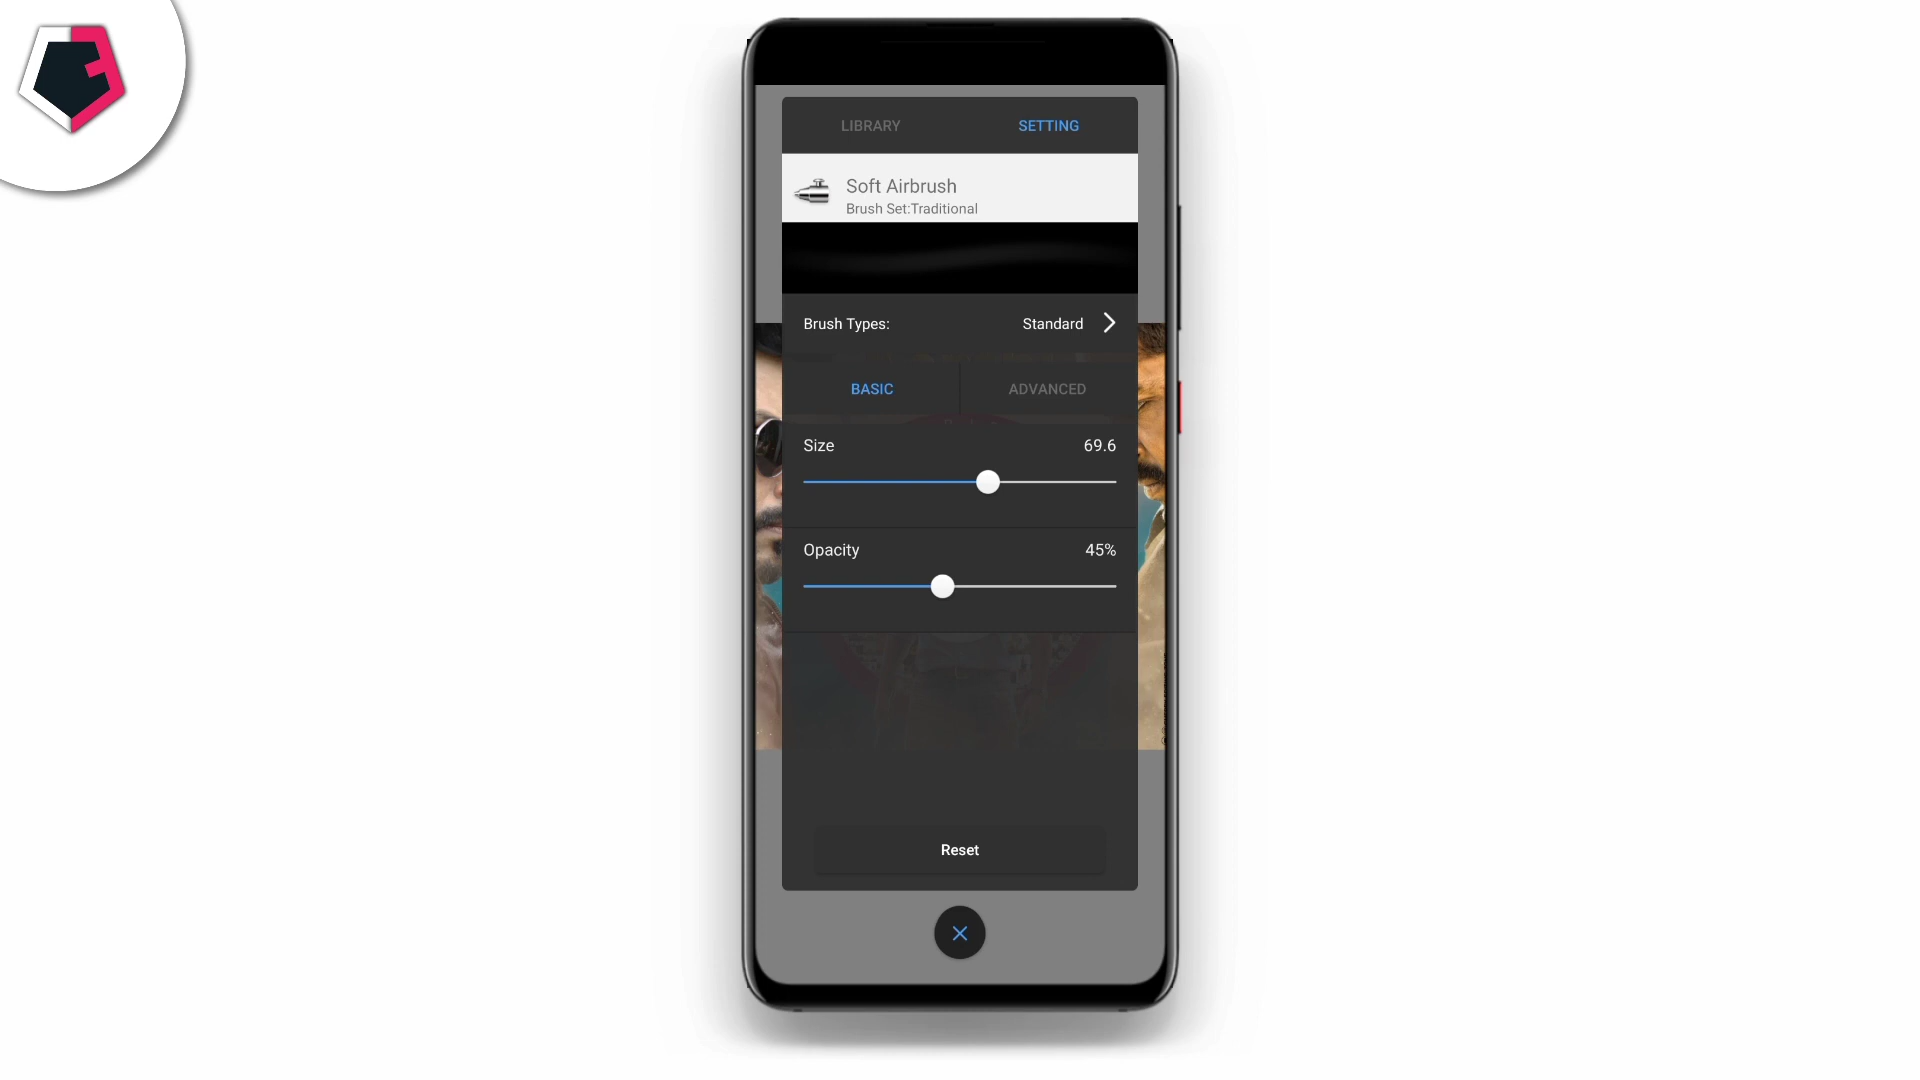 LIBRARY SETTING
Soft Airbrush
Brush Set:Traditional
Brush Types: Standard
BASIC ADVANCED
Size 69.6
Opacity 45%
Reset